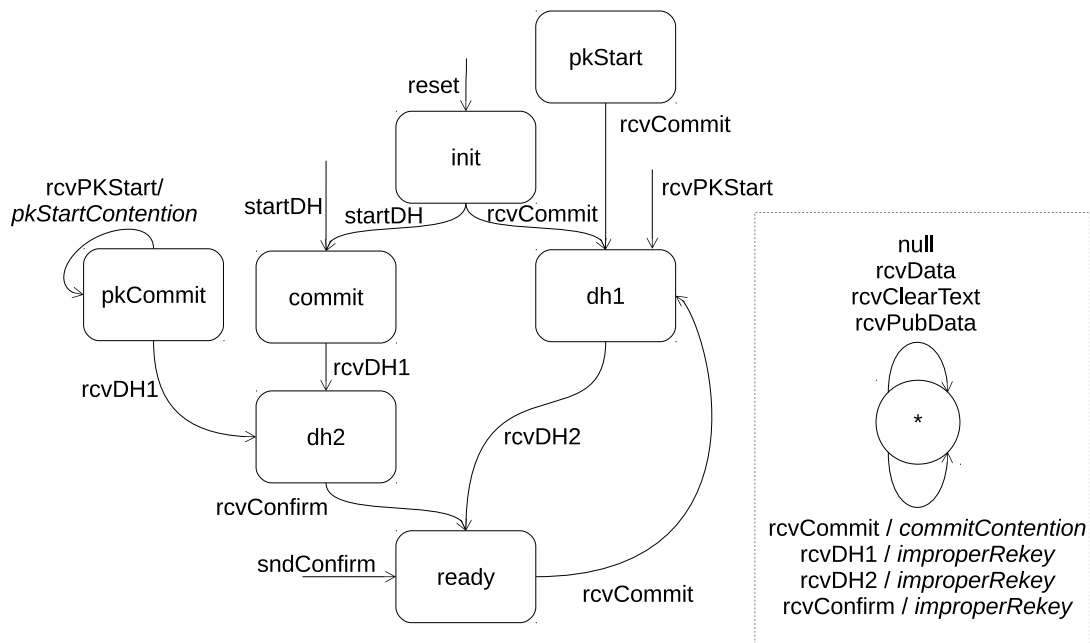 pkStart
reset
rcvCommit
init
rcvPKStart/
pkStartContention
startDH
startDH
rcvCommit
rcvPKStart
pkCommit
commit
dh1
rcvDH1
rcvDH1
dh2
rcvDH2
rcvConfirm
sndConfirm
ready
rcvCommit
null
rcvData
rcvClearText
rcvPubData
*
rcvCommit / commitContention
rcvDH1 / improperRekey
rcvDH2 / improperRekey
rcvConfirm / improperRekey